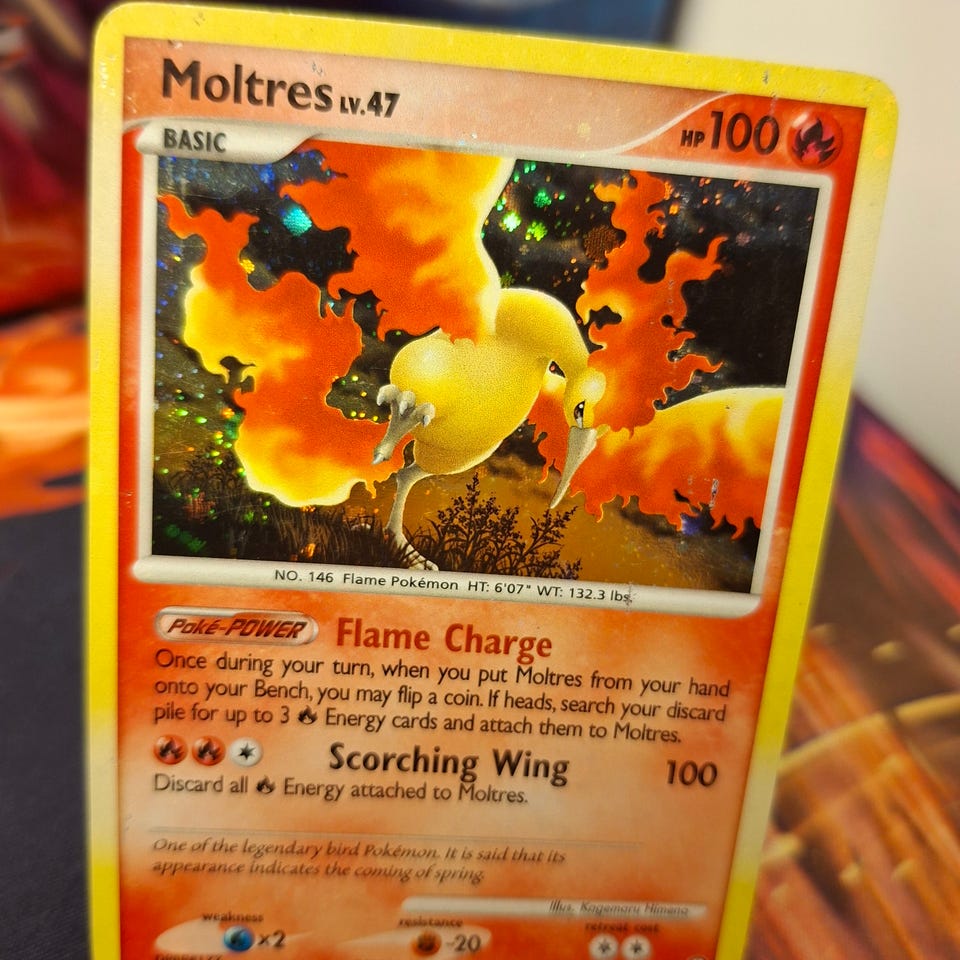 Moltres LV.47 HP 100
BASIC
NO. 146 Flame Pokémon HT: 6'07" WT: 132.3 lbs.
Poké-POWER Flame Charge
Once during your turn, when you put Moltres from your hand
onto your Bench, you may flip a coin. If heads, search your discard
pile for up to 3 Energy cards and attach them to Moltres.
Scorching Wing 100
Discard all Energy attached to Moltres.
One of the legendary bird Pokémon. It is said that its
appearance indicates the coming of spring.
Illus. Kagemaru Himeno
weakness resistance retreat cost
×2 -20